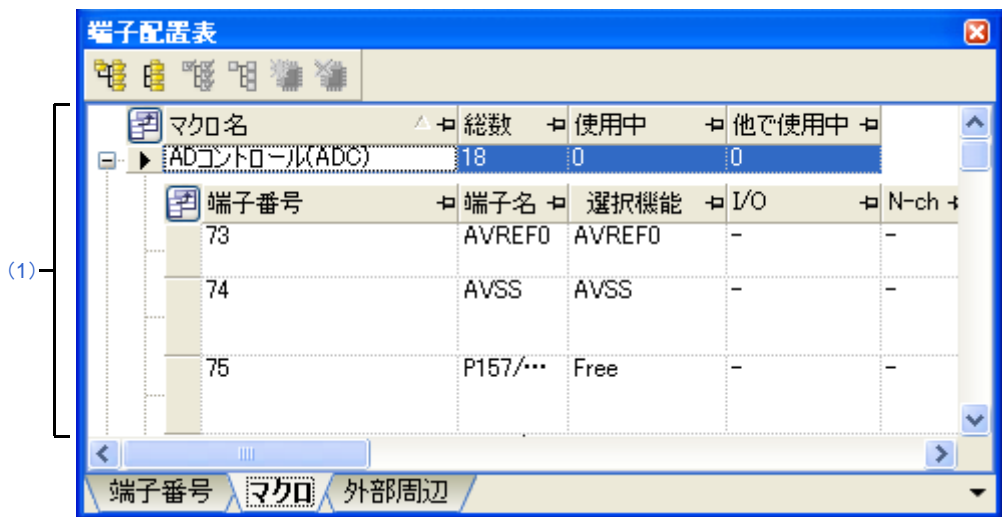 端子配置表
マクロ名 総数 使用中 他で使用中
ADコントロール(ADC) 18 0 0
端子番号 端子名 選択機能 I/O N-ch
73 AVREF0 AVREF0 - -
(1)
74 AVSS AVSS - -
75 P157/… Free - -
端子番号 マクロ 外部周辺